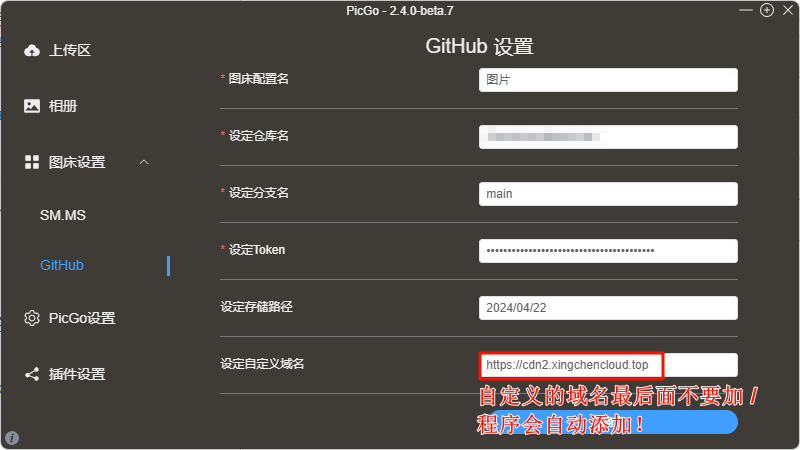 PicGo - 2.4.0-beta.7
上传区
相册
图床设置
SM.MS
GitHub
PicGo设置
插件设置
GitHub 设置
* 图床配置名
图片
* 设定仓库名
* 设定分支名
main
* 设定Token
设定存储路径
2024/04/22
设定自定义域名
https://cdn2.xingchencloud.top
自定义的域名最后面不要加 /
程序会自动添加！